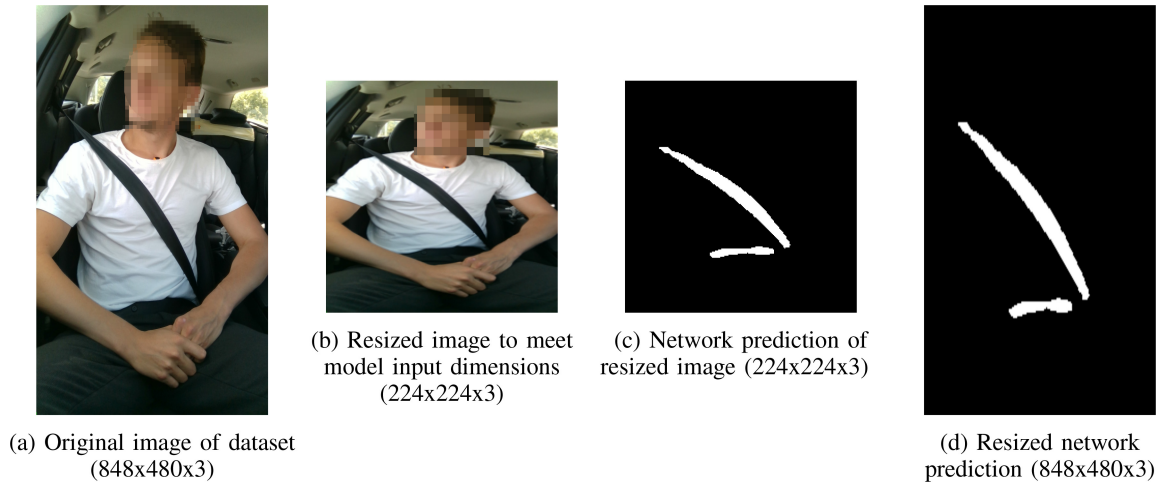 (a) Original image of dataset
(848x480x3)
(b) Resized image to meet
model input dimensions
(224x224x3)
(c) Network prediction of
resized image (224x224x3)
(d) Resized network
prediction (848x480x3)